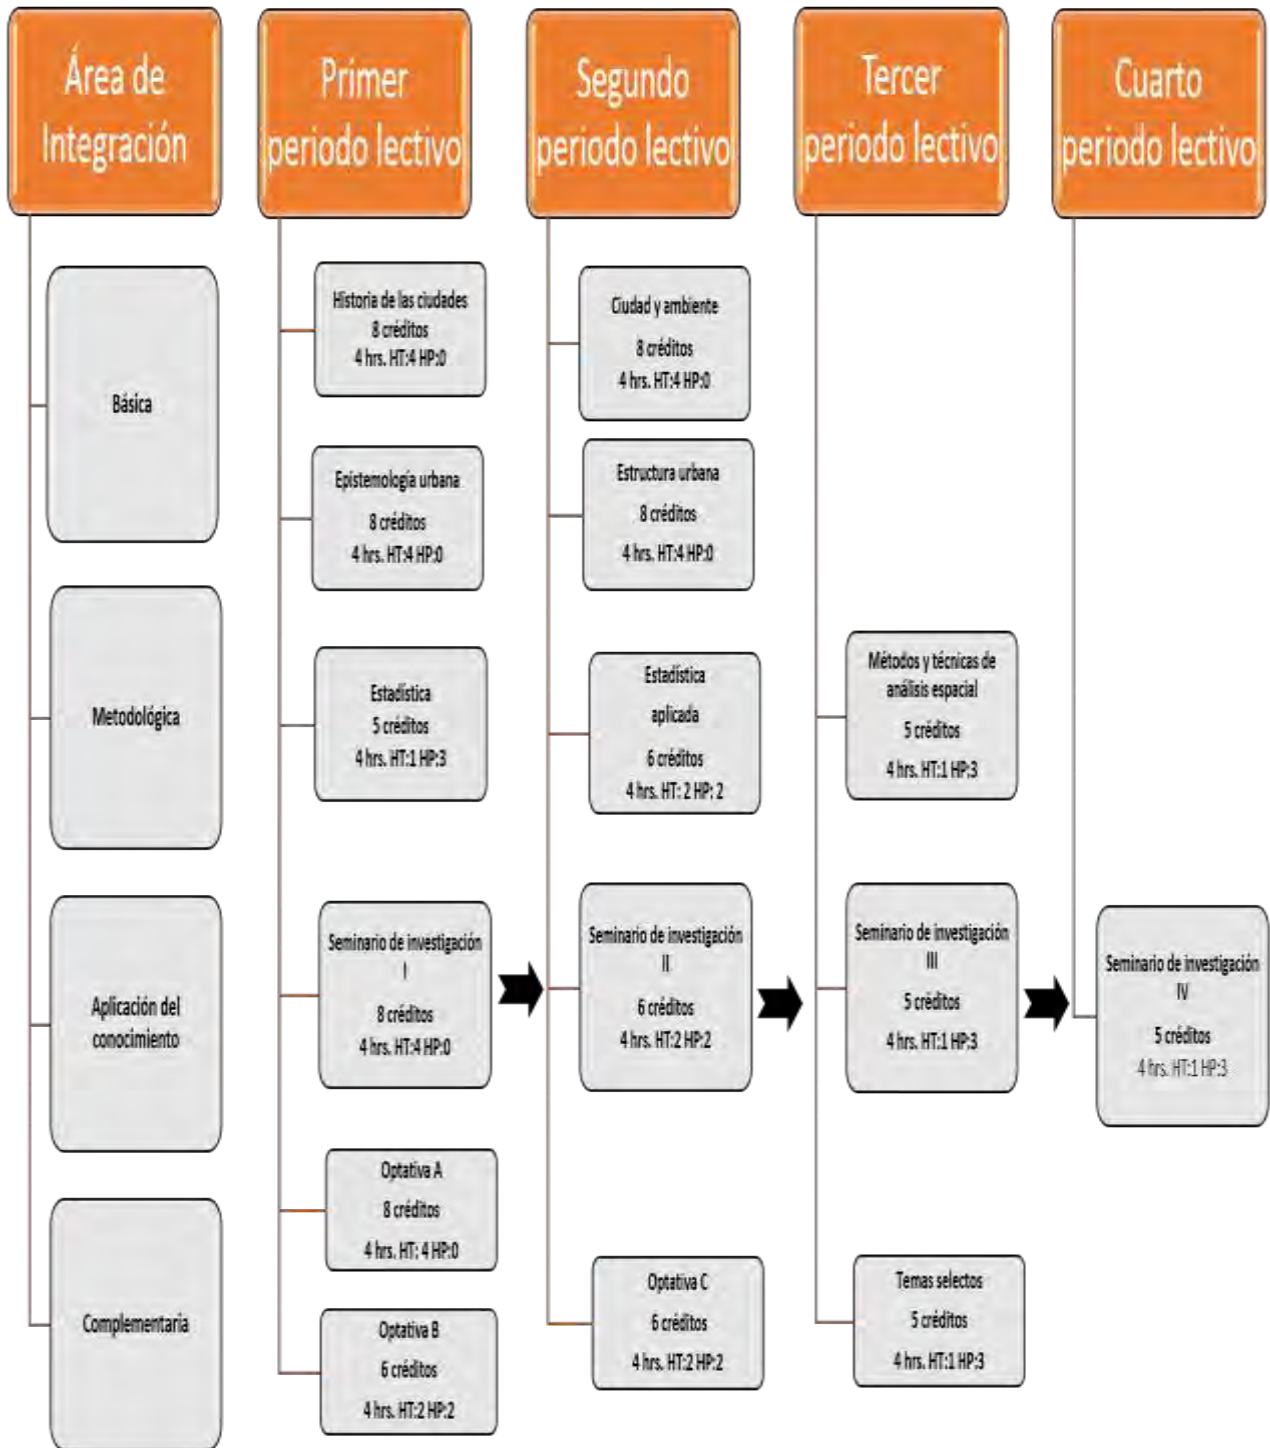 Área de
Integración
Básica
Metodológica
Aplicación del
conocimiento
Complementaria
Primer
periodo lectivo
Historia de las ciudades
8 créditos
4 hrs. HT:4 HP:0
Epistemología urbana
8 créditos
4 hrs. HT:4 HP:0
Estadística
5 créditos
4 hrs. HT:1 HP:3
Seminario de investigación
I
8 créditos
4 hrs. HT:4 HP:0
Optativa A
8 créditos
4 hrs. HT: 4 HP:0
Optativa B
6 créditos
4 hrs. HT:2 HP:2
Segundo
periodo lectivo
Ciudad y ambiente
8 créditos
4 hrs. HT:4 HP:0
Estructura urbana
8 créditos
4 hrs. HT:4 HP:0
Estadística
aplicada
6 créditos
4 hrs. HT: 2 HP: 2
Seminario de investigación
II
6 créditos
4 hrs. HT:2 HP:2
Optativa C
6 créditos
4 hrs. HT:2 HP:2
Tercer
periodo lectivo
Métodos y técnicas de
análisis espacial
5 créditos
4 hrs. HT:1 HP:3
Seminario de investigación
III
5 créditos
4 hrs. HT:1 HP:3
Temas selectos
5 créditos
4 hrs. HT:1 HP:3
Cuarto
periodo lectivo
Seminario de investigación
IV
5 créditos
4 hrs. HT:1 HP:3